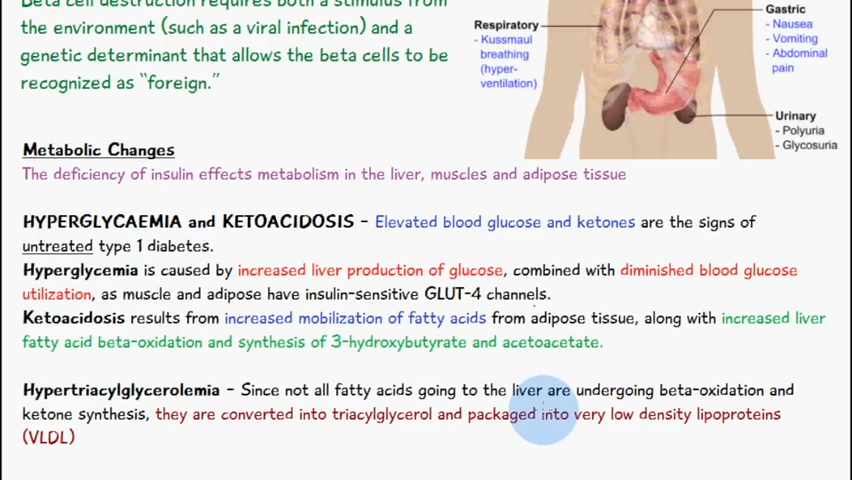 Beta cell destruction requires both a stimulus from
the environment (such as a viral infection) and a
genetic determinant that allows the beta cells to be
recognized as “foreign.”
Respiratory
- Kussmaul
breathing
(hyper-
ventilation)
Gastric
- Nausea
- Vomiting
- Abdominal
pain
Urinary
- Polyuria
- Glycosuria
Metabolic Changes
The deficiency of insulin effects metabolism in the liver, muscles and adipose tissue
HYPERGLYCAEMIA and KETOACIDOSIS - Elevated blood glucose and ketones are the signs of
untreated type 1 diabetes.
Hyperglycemia is caused by increased liver production of glucose, combined with diminished blood glucose
utilization, as muscle and adipose have insulin-sensitive GLUT-4 channels.
Ketoacidosis results from increased mobilization of fatty acids from adipose tissue, along with increased liver
fatty acid beta-oxidation and synthesis of 3-hydroxybutyrate and acetoacetate.
Hypertriacylglycerolemia - Since not all fatty acids going to the liver are undergoing beta-oxidation and
ketone synthesis, they are converted into triacylglycerol and packaged into very low density lipoproteins
(VLDL)